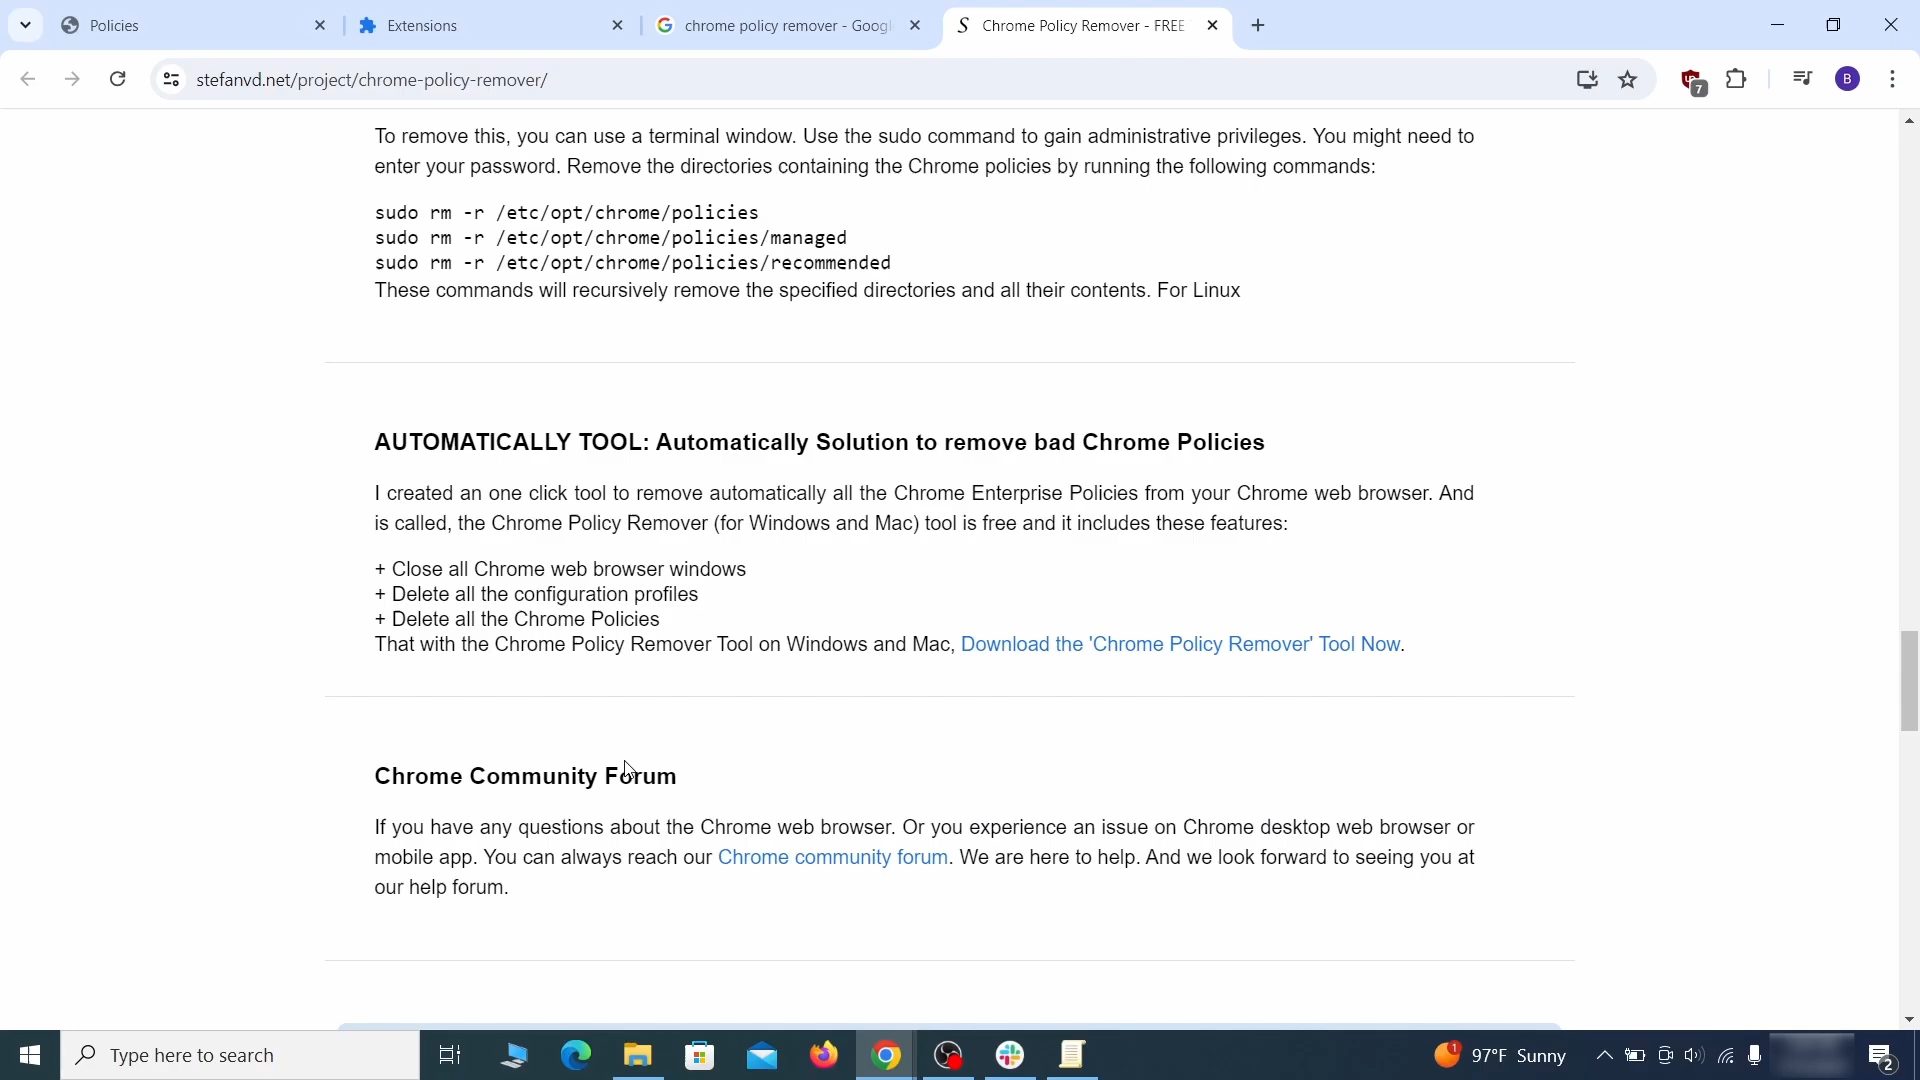 Policies
Extensions
chrome policy remover - Googl
Chrome Policy Remover - FREE
stefanvd.net/project/chrome-policy-remover/
7
B
To remove this, you can use a terminal window. Use the sudo command to gain administrative privileges. You might need to
enter your password. Remove the directories containing the Chrome policies by running the following commands:
sudo rm -r /etc/opt/chrome/policies
sudo rm -r /etc/opt/chrome/policies/managed
sudo rm -r /etc/opt/chrome/policies/recommended
These commands will recursively remove the specified directories and all their contents. For Linux
AUTOMATICALLY TOOL: Automatically Solution to remove bad Chrome Policies
I created an one click tool to remove automatically all the Chrome Enterprise Policies from your Chrome web browser. And
is called, the Chrome Policy Remover (for Windows and Mac) tool is free and it includes these features:
+ Close all Chrome web browser windows
+ Delete all the configuration profiles
+ Delete all the Chrome Policies
That with the Chrome Policy Remover Tool on Windows and Mac, Download the 'Chrome Policy Remover' Tool Now.
Chrome Community Forum
If you have any questions about the Chrome web browser. Or you experience an issue on Chrome desktop web browser or
mobile app. You can always reach our Chrome community forum. We are here to help. And we look forward to seeing you at
our help forum.
Type here to search
1
97°F Sunny
2